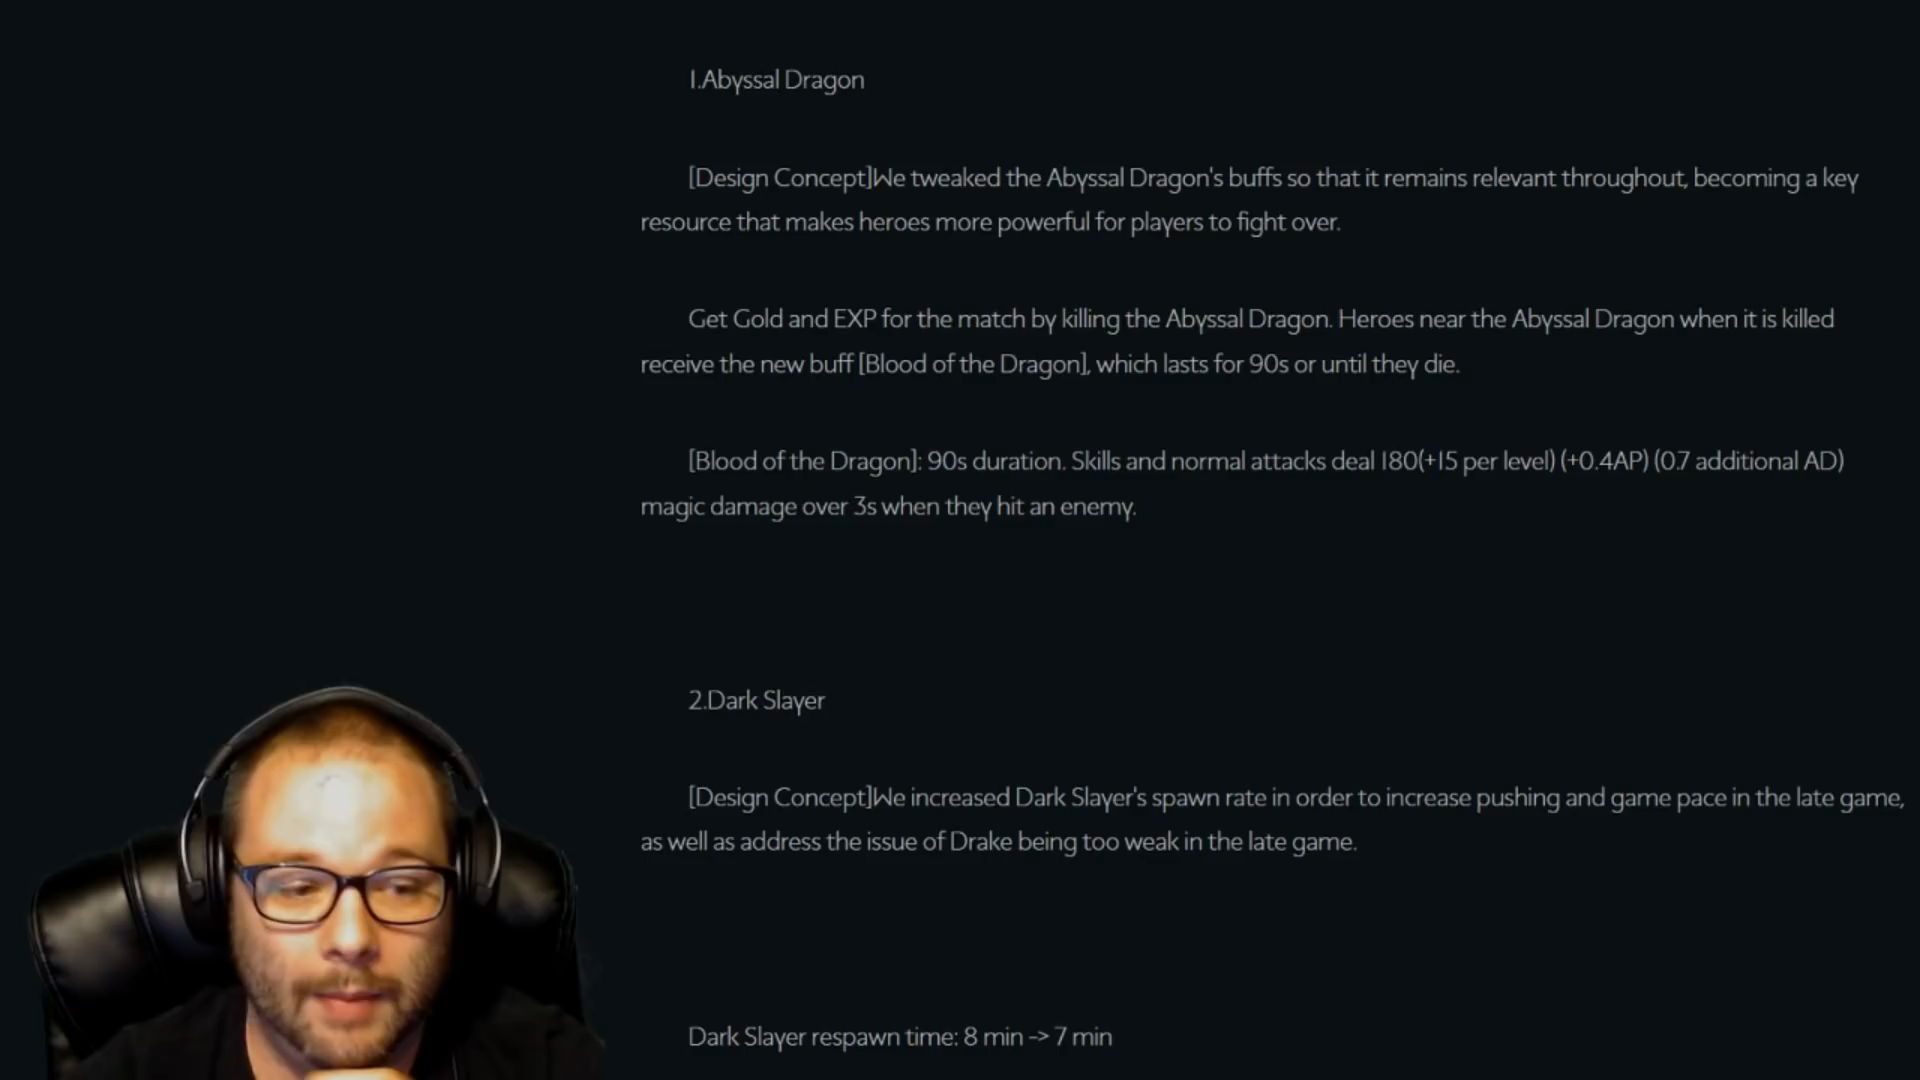 1.Abyssal Dragon
[Design Concept]We tweaked the Abyssal Dragon's buffs so that it remains relevant throughout, becoming a key
resource that makes heroes more powerful for players to fight over.
Get Gold and EXP for the match by killing the Abyssal Dragon. Heroes near the Abyssal Dragon when it is killed
receive the new buff [Blood of the Dragon], which lasts for 90s or until they die.
[Blood of the Dragon]: 90s duration. Skills and normal attacks deal 180(+15 per level) (+0.4AP) (0.7 additional AD)
magic damage over 3s when they hit an enemy.
2.Dark Slayer
[Design Concept]We increased Dark Slayer's spawn rate in order to increase pushing and game pace in the late game,
as well as address the issue of Drake being too weak in the late game.
Dark Slayer respawn time: 8 min -> 7 min